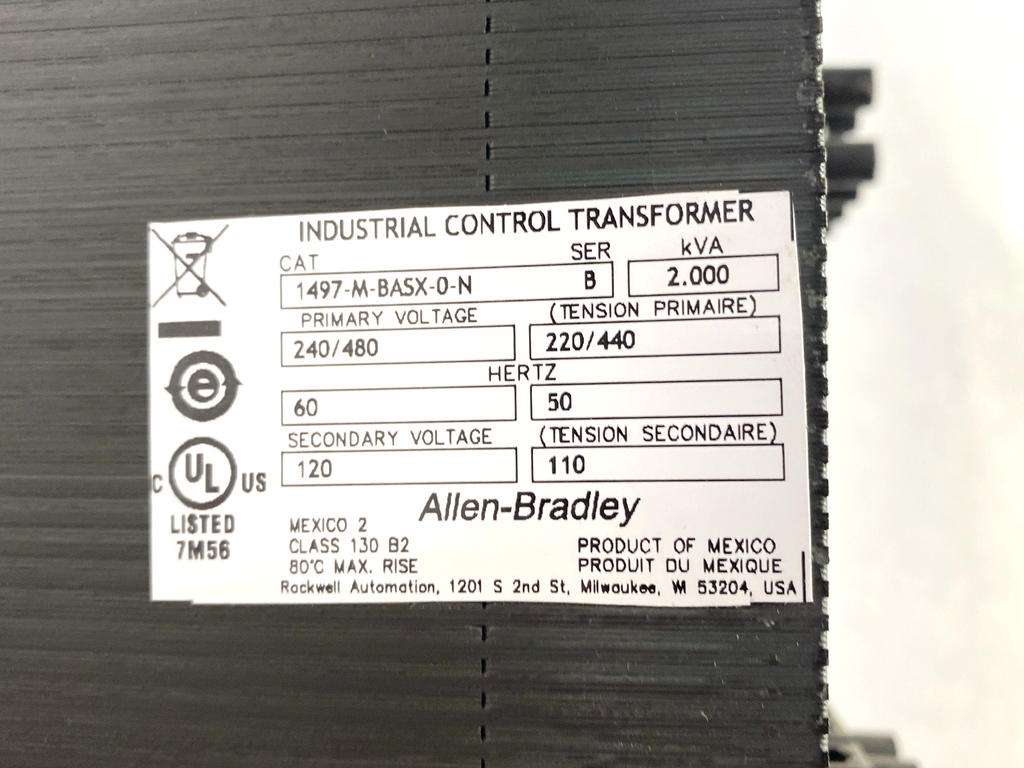 INDUSTRIAL CONTROL TRANSFORMER
CAT SER kVA
1497-M-BASX-0-N B 2.000
PRIMARY VOLTAGE (TENSION PRIMAIRE)
240/480 220/440
HERTZ
60 50
SECONDARY VOLTAGE (TENSION SECONDAIRE)
120 110
e
C UL US
LISTED
7M56
Allen-Bradley
MEXICO 2
CLASS 130 B2 PRODUCT OF MEXICO
80°C MAX. RISE PRODUIT DU MEXIQUE
Rockwell Automation, 1201 S 2nd St, Milwaukee, WI 53204, USA